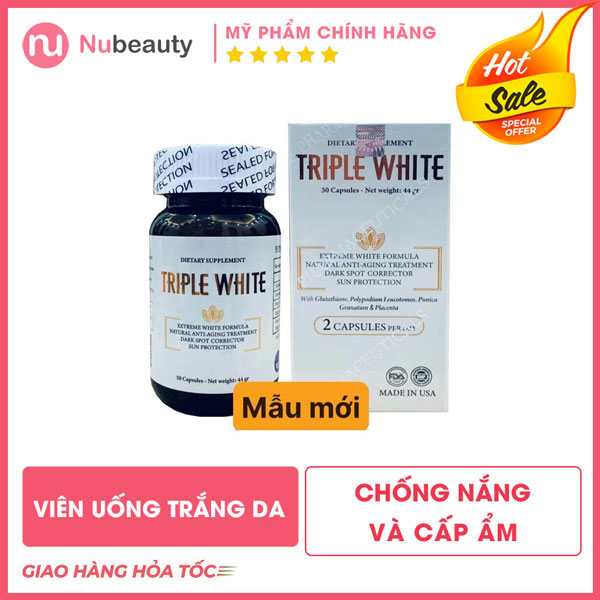 nu Nubeauty
MỸ PHẨM CHÍNH HÃNG
Hot
Sale
SPECIAL
OFFER
SEALED FOR
DIETARY SUPPLEMENT
TRIPLE WHITE
EXTREME WHITE FORMULA
NATURAL ANTI-AGING TREATMENT
DARK SPOT CORRECTOR
SUN PROTECTION
50 Capsules - Net weight: 44 gr
DIETARY SUPPLEMENT
TRIPLE WHITE
50 Capsules - Net weight: 44 gr
EXTREME WHITE FORMULA
NATURAL ANTI-AGING TREATMENT
DARK SPOT CORRECTOR
SUN PROTECTION
With Glutathione, Polypodium Leucotomos, Punica
Granatum & Placenta
2 CAPSULES PER DAY
FDA
MADE IN USA
Mẫu mới
VIÊN UỐNG TRẮNG DA
CHỐNG NẮNG
VÀ CẤP ẨM
GIAO HÀNG HỎA TỐC